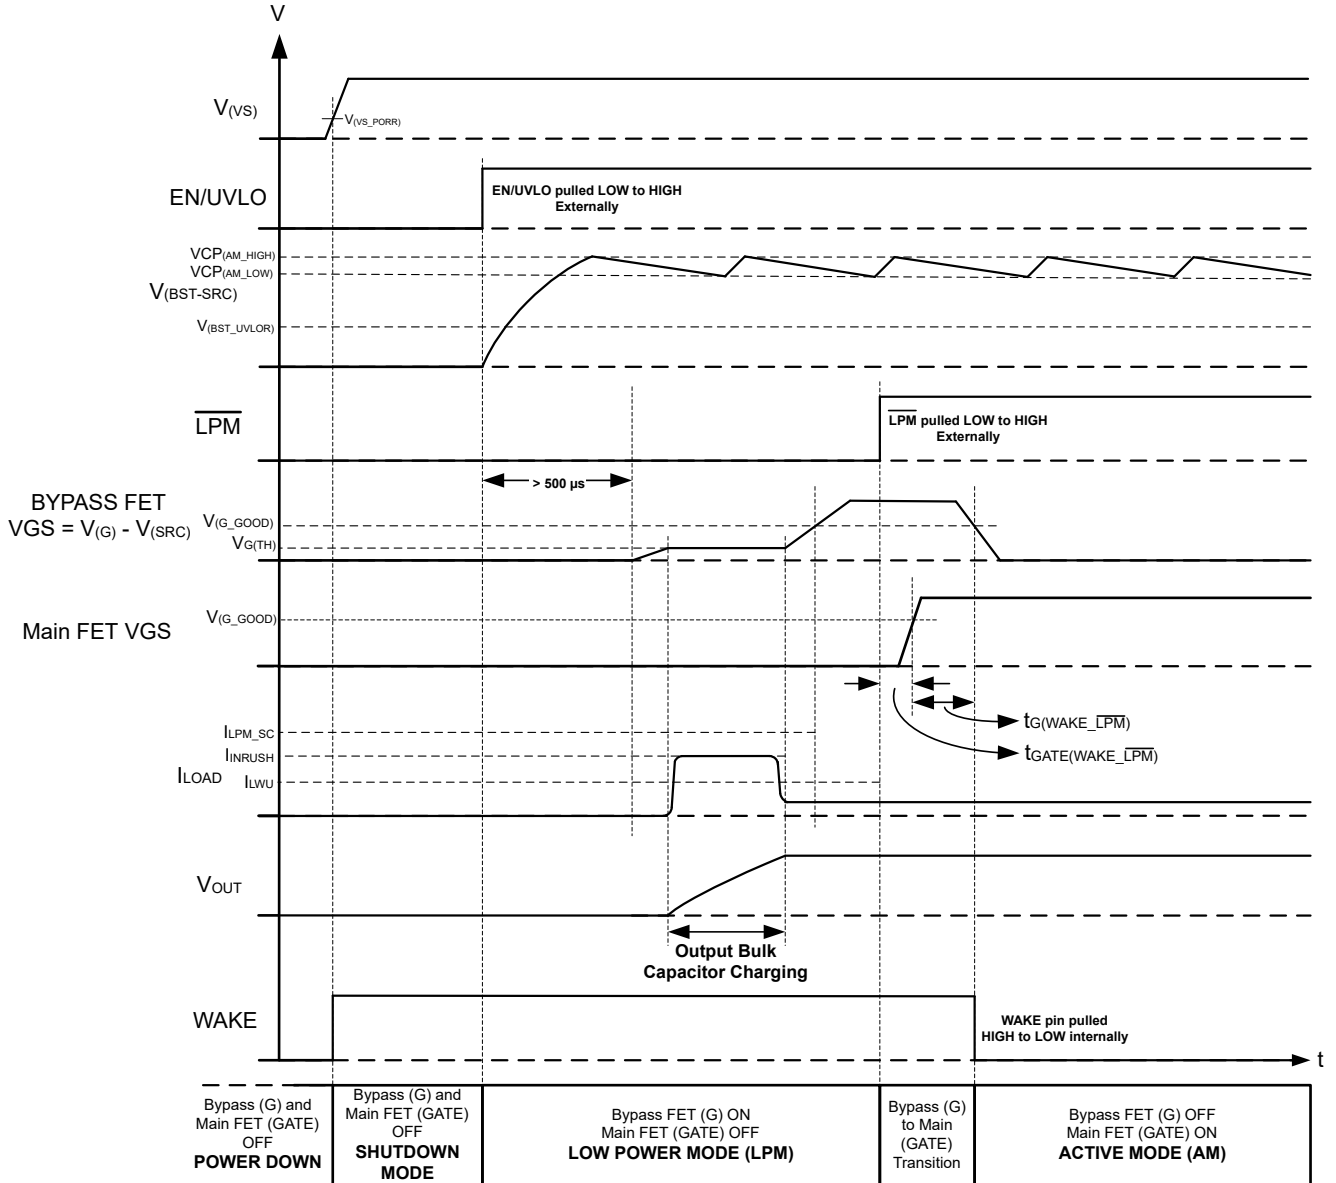 V
V(VS)
V(VS_PORR)
EN/UVLO
EN/UVLO pulled LOW to HIGH
Externally
VCP(AM_HIGH)
VCP(AM_LOW)
V(BST-SRC)
V(BST_UVLOR)
LPM
LPM pulled LOW to HIGH
Externally
> 500 µs
BYPASS FET
VGS = V(G) - V(SRC)
V(G_GOOD)
VG(TH)
Main FET VGS
V(G_GOOD)
tG(WAKE_LPM)
tGATE(WAKE_LPM)
ILPM_SC
IINRUSH
ILOAD
ILWU
VOUT
Output Bulk
Capacitor Charging
WAKE
WAKE pin pulled
HIGH to LOW internally
t
Bypass (G) and
Main FET (GATE)
OFF
POWER DOWN
Bypass (G) and
Main FET (GATE)
OFF
SHUTDOWN
MODE
Bypass FET (G) ON
Main FET (GATE) OFF
LOW POWER MODE (LPM)
Bypass (G)
to Main
(GATE)
Transition
Bypass FET (G) OFF
Main FET (GATE) ON
ACTIVE MODE (AM)